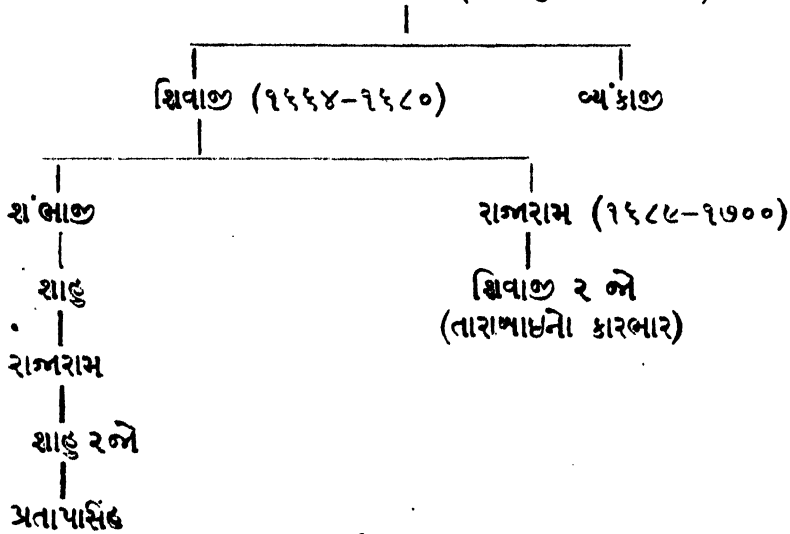 શિવાજી (૧૬૬૪-૧૬૮૦) વ્યંકાજી
શંભાજી રાજારામ (૧૬૮૯-૧૭૦૦)
શાહુ શિવાજી ૨ જો
(તારાબાઇનો કારભાર)
રાજારામ
શાહુ ૨જો
પ્રતાપસિંહ